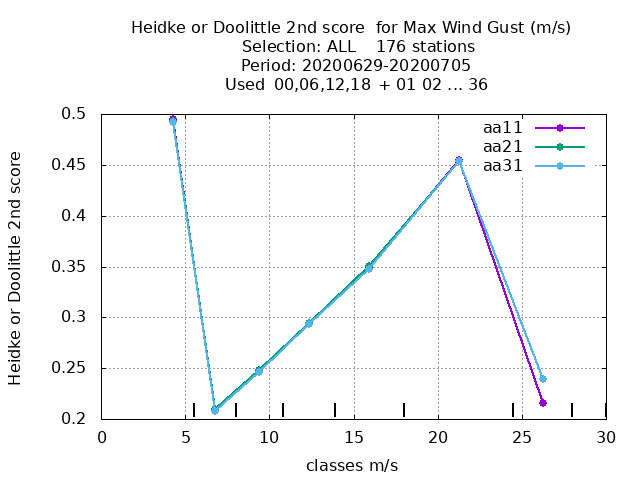 Heidke or Doolittle 2nd score  for Max Wind Gust (m/s)
Selection: ALL    176 stations
Period: 20200629-20200705
Used  00,06,12,18 + 01 02 ... 36
Heidke or Doolittle 2nd score
0.5
0.45
0.4
0.35
0.3
0.25
0.2
aa11
aa21
aa31
0 5 10 15 20 25 30
classes m/s